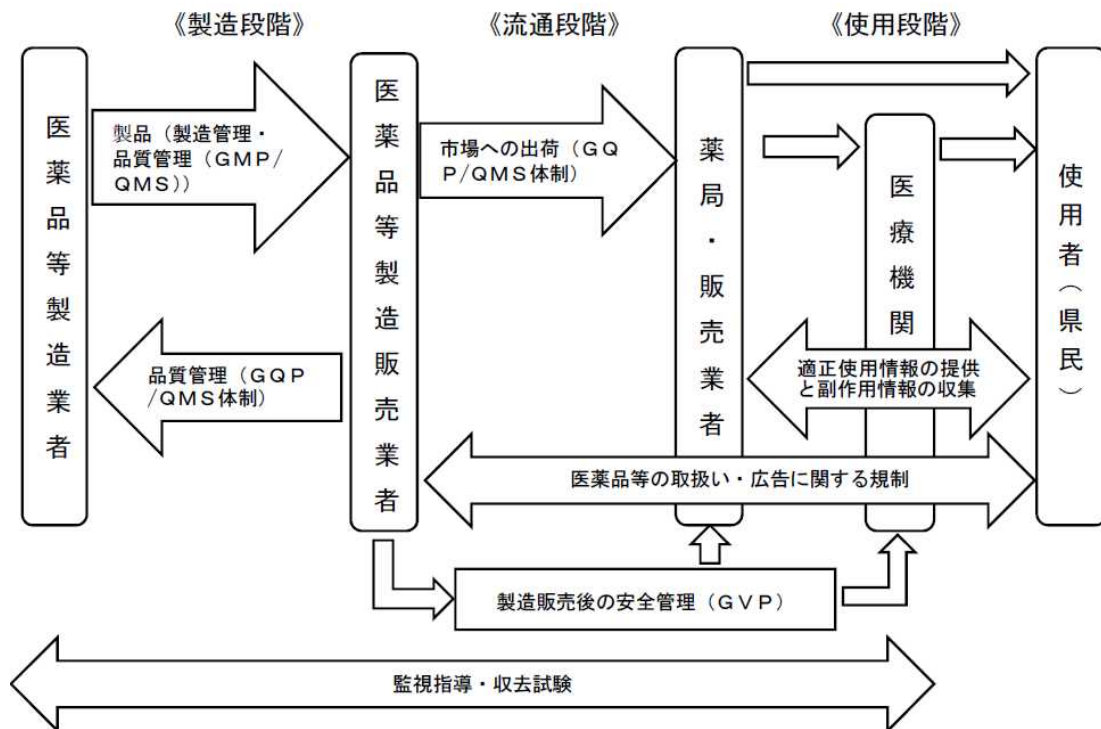 《製造段階》
《流通段階》
《使用段階》
医薬品等製造業者
製品(製造管理・
品質管理(GMP/
QMS))
医薬品等製造販売業者
市場への出荷(GQ
P/QMS体制)
薬局・販売業者
医療機関
使用者(県民)
品質管理(GQP
/QMS体制)
適正使用情報の提供
と副作用情報の収集
医薬品等の取扱い・広告に関する規制
製造販売後の安全管理(GVP)
監視指導・収去試験